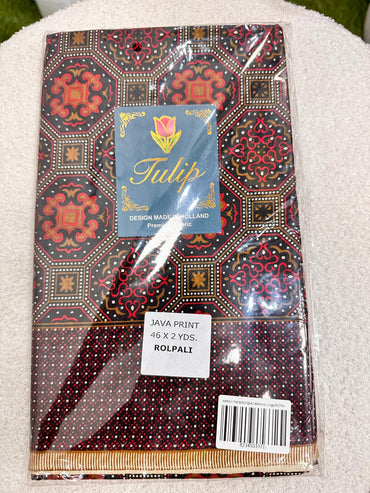 Tulip
DESIGN MADE IN HOLLAND
Premium Fabric
JAVA PRINT
46 X 2 YDS.
ROLPALI